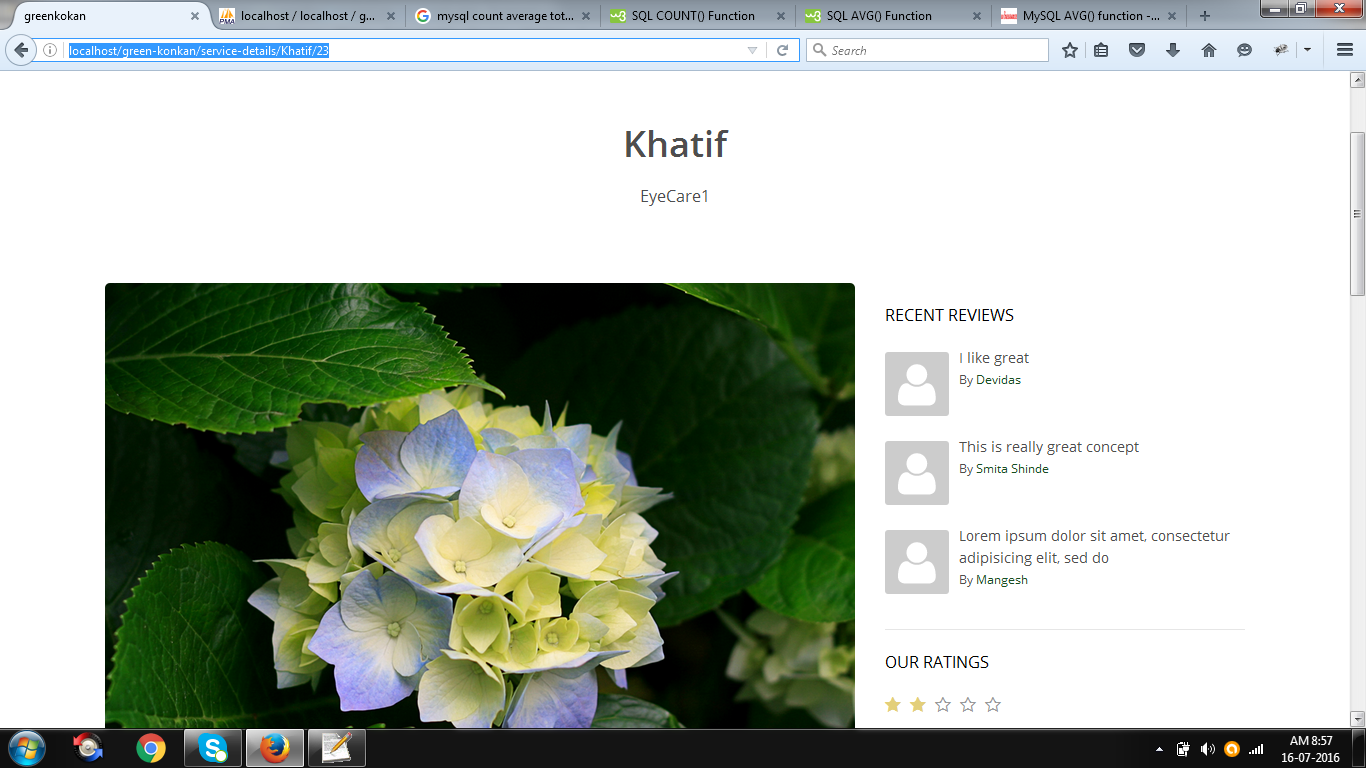 greenkokan
localhost / localhost / g...
mysql count average tot...
SQL COUNT() Function
SQL AVG() Function
MySQL AVG() function -...
localhost/green-konkan/service-details/Khatif/23
Search
Khatif
EyeCare1
RECENT REVIEWS
I like great
By Devidas
This is really great concept
By Smita Shinde
Lorem ipsum dolor sit amet, consectetur
adipisicing elit, sed do
By Mangesh
OUR RATINGS
AM 8:57
16-07-2016